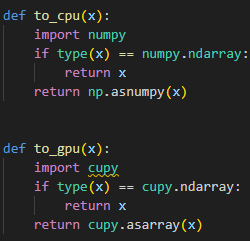 def to_cpu(x):
    import numpy
    if type(x) == numpy.ndarray:
        return x
    return np.asnumpy(x)
def to_gpu(x):
    import cupy
    if type(x) == cupy.ndarray:
        return x
    return cupy.asarray(x)